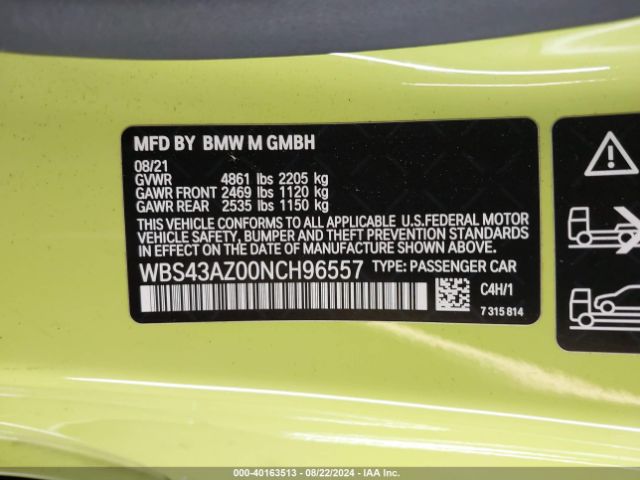 MFD BY BMW M GMBH
08/21
GVWR 4861 lbs 2205 kg
GAWR FRONT 2469 lbs 1120 kg
GAWR REAR 2535 lbs 1150 kg
THIS VEHICLE CONFORMS TO ALL APPLICABLE U.S.FEDERAL MOTOR
VEHICLE SAFETY, BUMPER AND THEFT PREVENTION STANDARDS
IN EFFECT ON THE DATE OF MANUFACTURE SHOWN ABOVE.
WBS43AZ00NCH96557 TYPE: PASSENGER CAR
C4H/1
7 315 814
000-40163513 - 08/22/2024 - IAA Inc.